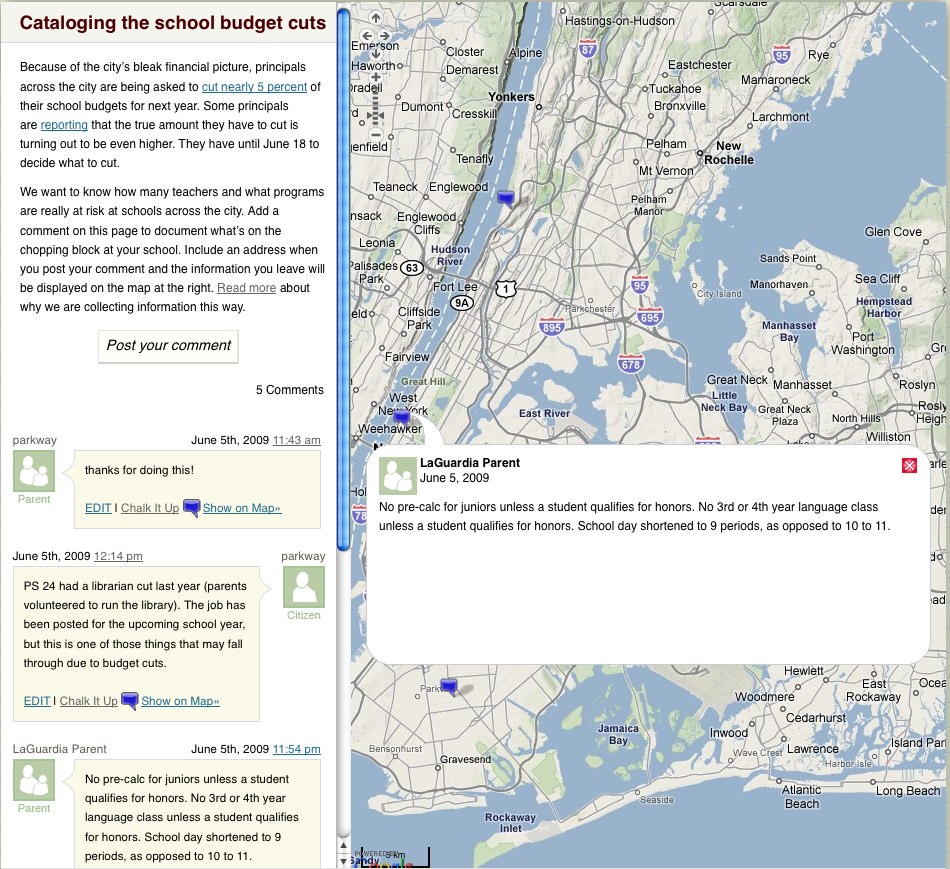 Cataloging the school budget cuts
Because of the city's bleak financial picture, principals
across the city are being asked to cut nearly 5 percent of
their school budgets for next year. Some principals
are reporting that the true amount they have to cut is
turning out to be even higher. They have until June 18 to
decide what to cut.
We want to know how many teachers and what programs
are really at risk at schools across the city. Add a
comment on this page to document what's on the
chopping block at your school. Include an address when
you post your comment and the information you leave will
be displayed on the map at the right. Read more about
why we are collecting information this way.
Post your comment
5 Comments
parkway
June 5th, 2009 11:43 am
Parent
thanks for doing this!
EDIT | Chalk It Up Show on Map»
June 5th, 2009 12:14 pm
parkway
Citizen
PS 24 had a librarian cut last year (parents
volunteered to run the library). The job has
been posted for the upcoming school year,
but this is one of those things that may fall
through due to budget cuts.
EDIT | Chalk It Up Show on Map»
LaGuardia Parent
June 5th, 2009 11:54 pm
Parent
No pre-calc for juniors unless a student
qualifies for honors. No 3rd or 4th year
language class unless a student qualifies
for honors. School day shortened to 9
periods, as opposed to 10 to 11.
Scarsdale
Hastings-on-Hudson
87
95
Rye
Emerson
Closter
Alpine
Haworth
Demarest
Eastchester
Mamaroneck
Tuckahoe
Bronxville
Yonkers
Dumont
Cresskill
Larchmont
Pelham
New
Rochelle
Tenafly
Mt Vernon
Teaneck
Englewood
Pelham
Manor
Englewood
Cliffs
Glen Cove
Leonia
Hudson
River
Sands Point
Palisades
Park
63
Fort Lee
1
9A
95
City Island
Manorhaven
Sea Cliff
Hempstead
Harbor
Cliffside
Park
Parkchester
895
695
Manhasset
Bay
Port
Washington
Fairview
678
Great Hill
Great Neck
Manhasset
Roslyn
West
New York
Little
Neck Bay
East River
Great Neck
Plaza
North Hills
Roslyn
Heights
Weehawken
Williston
LaGuardia Parent
June 5, 2009
No pre-calc for juniors unless a student qualifies for honors. No 3rd or 4th year language class
unless a student qualifies for honors. School day shortened to 9 periods, as opposed to 10 to 11.
78
Hewlett
East
Rockaway
Woodmere
Cedarhurst
Jamaica
Bay
Inwood
Bensonhurst
Gravesend
Wave Crest
Lawrence
Island Park
Harbor Isle
Atlantic
Beach
Long Beach
Seaside
Rockaway
Inlet
POWERED BY
5 km
Sandy